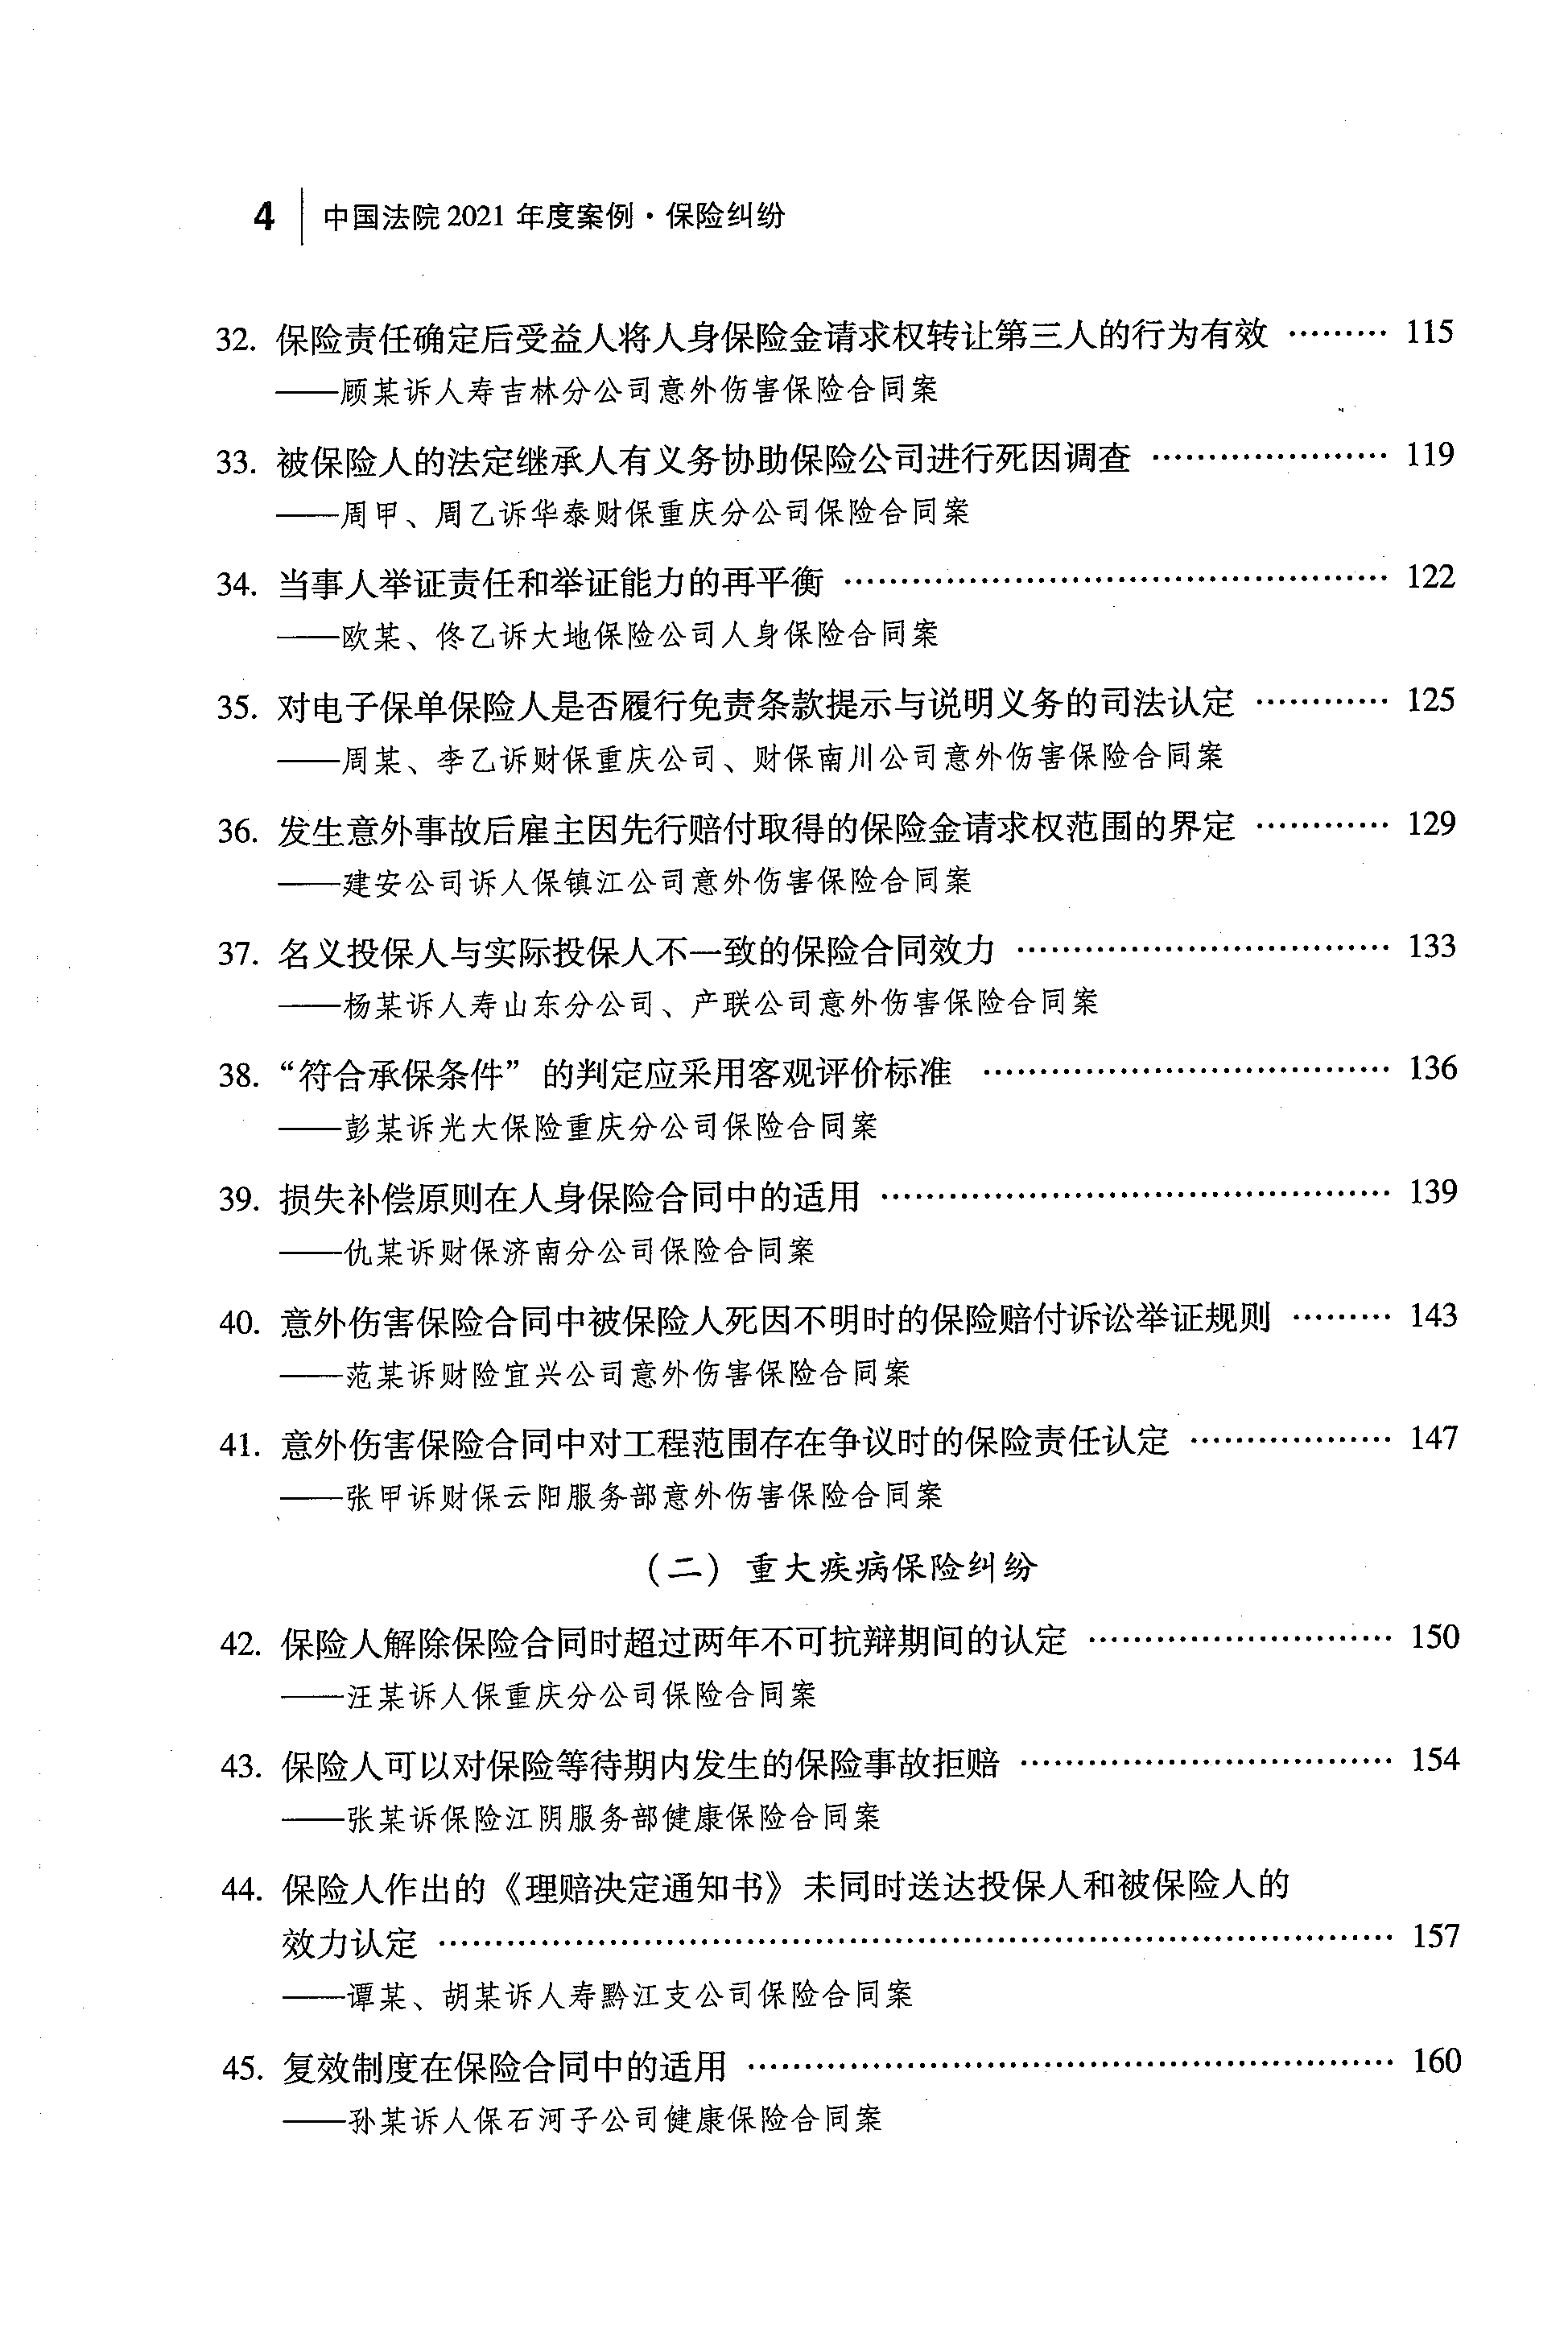 4 中国法院2021年度案例·保险纠纷
32. 保险责任确定后受益人将人身保险金请求权转让第三人的行为有效 ……… 115
——顾某诉人寿吉林分公司意外伤害保险合同案
33. 被保险人的法定继承人有义务协助保险公司进行死因调查 ………………… 119
——周甲、周乙诉华泰财保重庆分公司保险合同案
34. 当事人举证责任和举证能力的再平衡 ………………………………………… 122
——欧某、佟乙诉大地保险公司人身保险合同案
35. 对电子保单保险人是否履行免责条款提示与说明义务的司法认定 ………… 125
——周某、李乙诉财保重庆公司、财保南川公司意外伤害保险合同案
36. 发生意外事故后雇主因先行赔付取得的保险金请求权范围的界定 ………… 129
——建安公司诉人保镇江公司意外伤害保险合同案
37. 名义投保人与实际投保人不一致的保险合同效力 …………………………… 133
——杨某诉人寿山东分公司、产联公司意外伤害保险合同案
38. “符合承保条件”的判定应采用客观评价标准 ……………………………… 136
——彭某诉光大保险重庆分公司保险合同案
39. 损失补偿原则在人身保险合同中的适用 ……………………………………… 139
——仇某诉财保济南分公司保险合同案
40. 意外伤害保险合同中被保险人死因不明时的保险赔付诉讼举证规则 ……… 143
——范某诉财险宜兴公司意外伤害保险合同案
41. 意外伤害保险合同中对工程范围存在争议时的保险责任认定 ……………… 147
——张甲诉财保云阳服务部意外伤害保险合同案
(二) 重大疾病保险纠纷
42. 保险人解除保险合同时超过两年不可抗辩期间的认定 ……………………… 150
——汪某诉人保重庆分公司保险合同案
43. 保险人可以对保险等待期内发生的保险事故拒赔 …………………………… 154
——张某诉保险江阴服务部健康保险合同案
44. 保险人作出的《理赔决定通知书》未同时送达投保人和被保险人的
效力认定 ………………………………………………………………………… 157
——谭某、胡某诉人寿黔江支公司保险合同案
45. 复效制度在保险合同中的适用 ………………………………………………… 160
——孙某诉人保石河子公司健康保险合同案